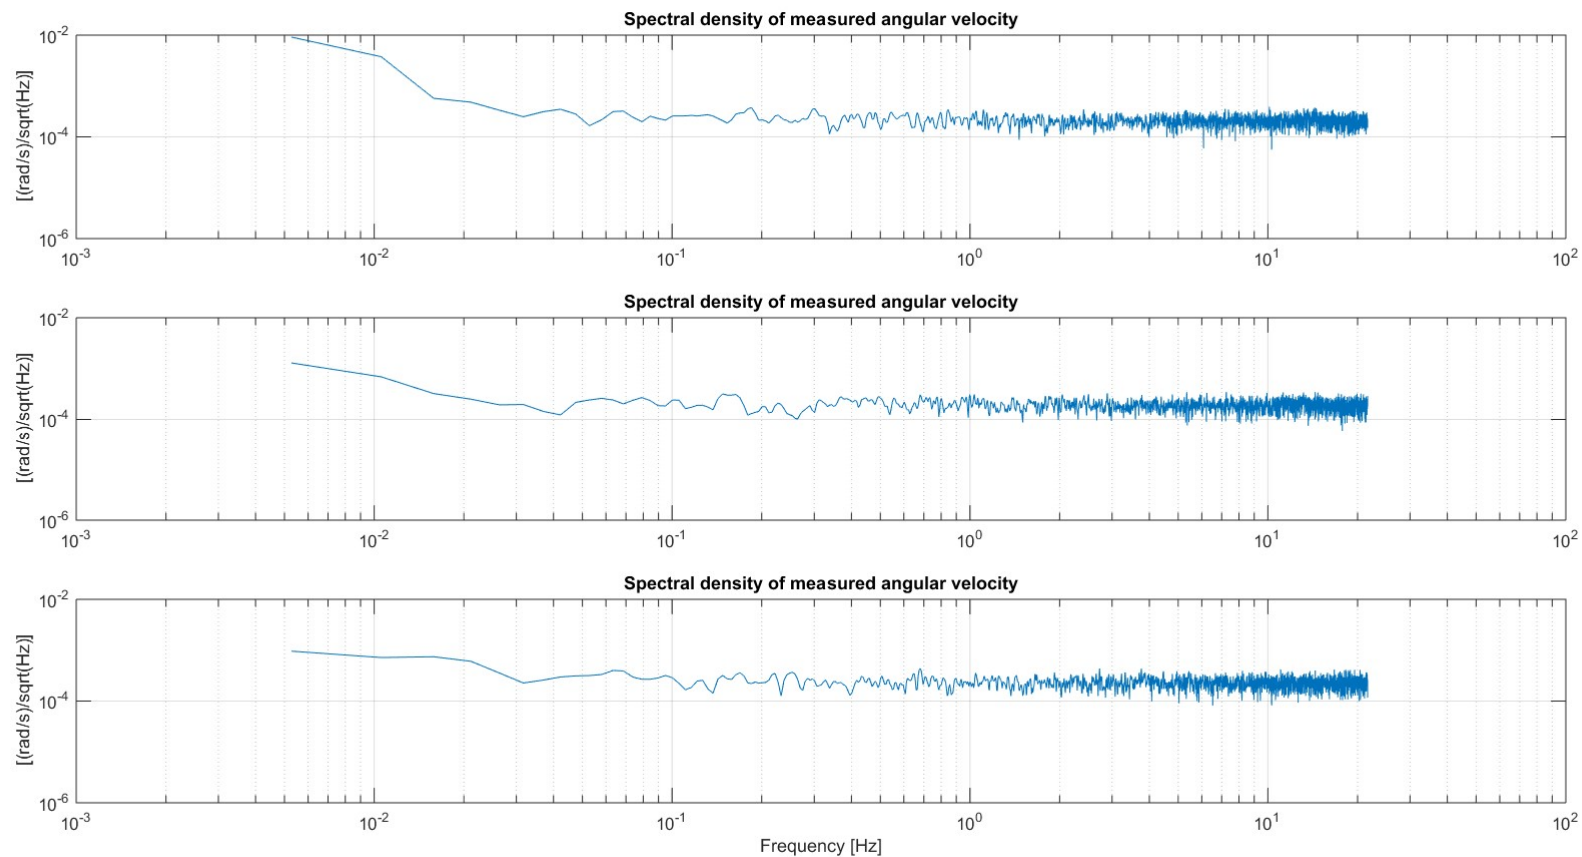 Spectral density of measured angular velocity
[(rad/s)/sqrt(Hz)]
10^-2
10^-4
10^-6
10^-3 10^-2 10^-1 10^0 10^1 10^2
Spectral density of measured angular velocity
[(rad/s)/sqrt(Hz)]
10^-2
10^-4
10^-6
10^-3 10^-2 10^-1 10^0 10^1 10^2
Spectral density of measured angular velocity
[(rad/s)/sqrt(Hz)]
10^-2
10^-4
10^-6
10^-3 10^-2 10^-1 10^0 10^1 10^2
Frequency [Hz]